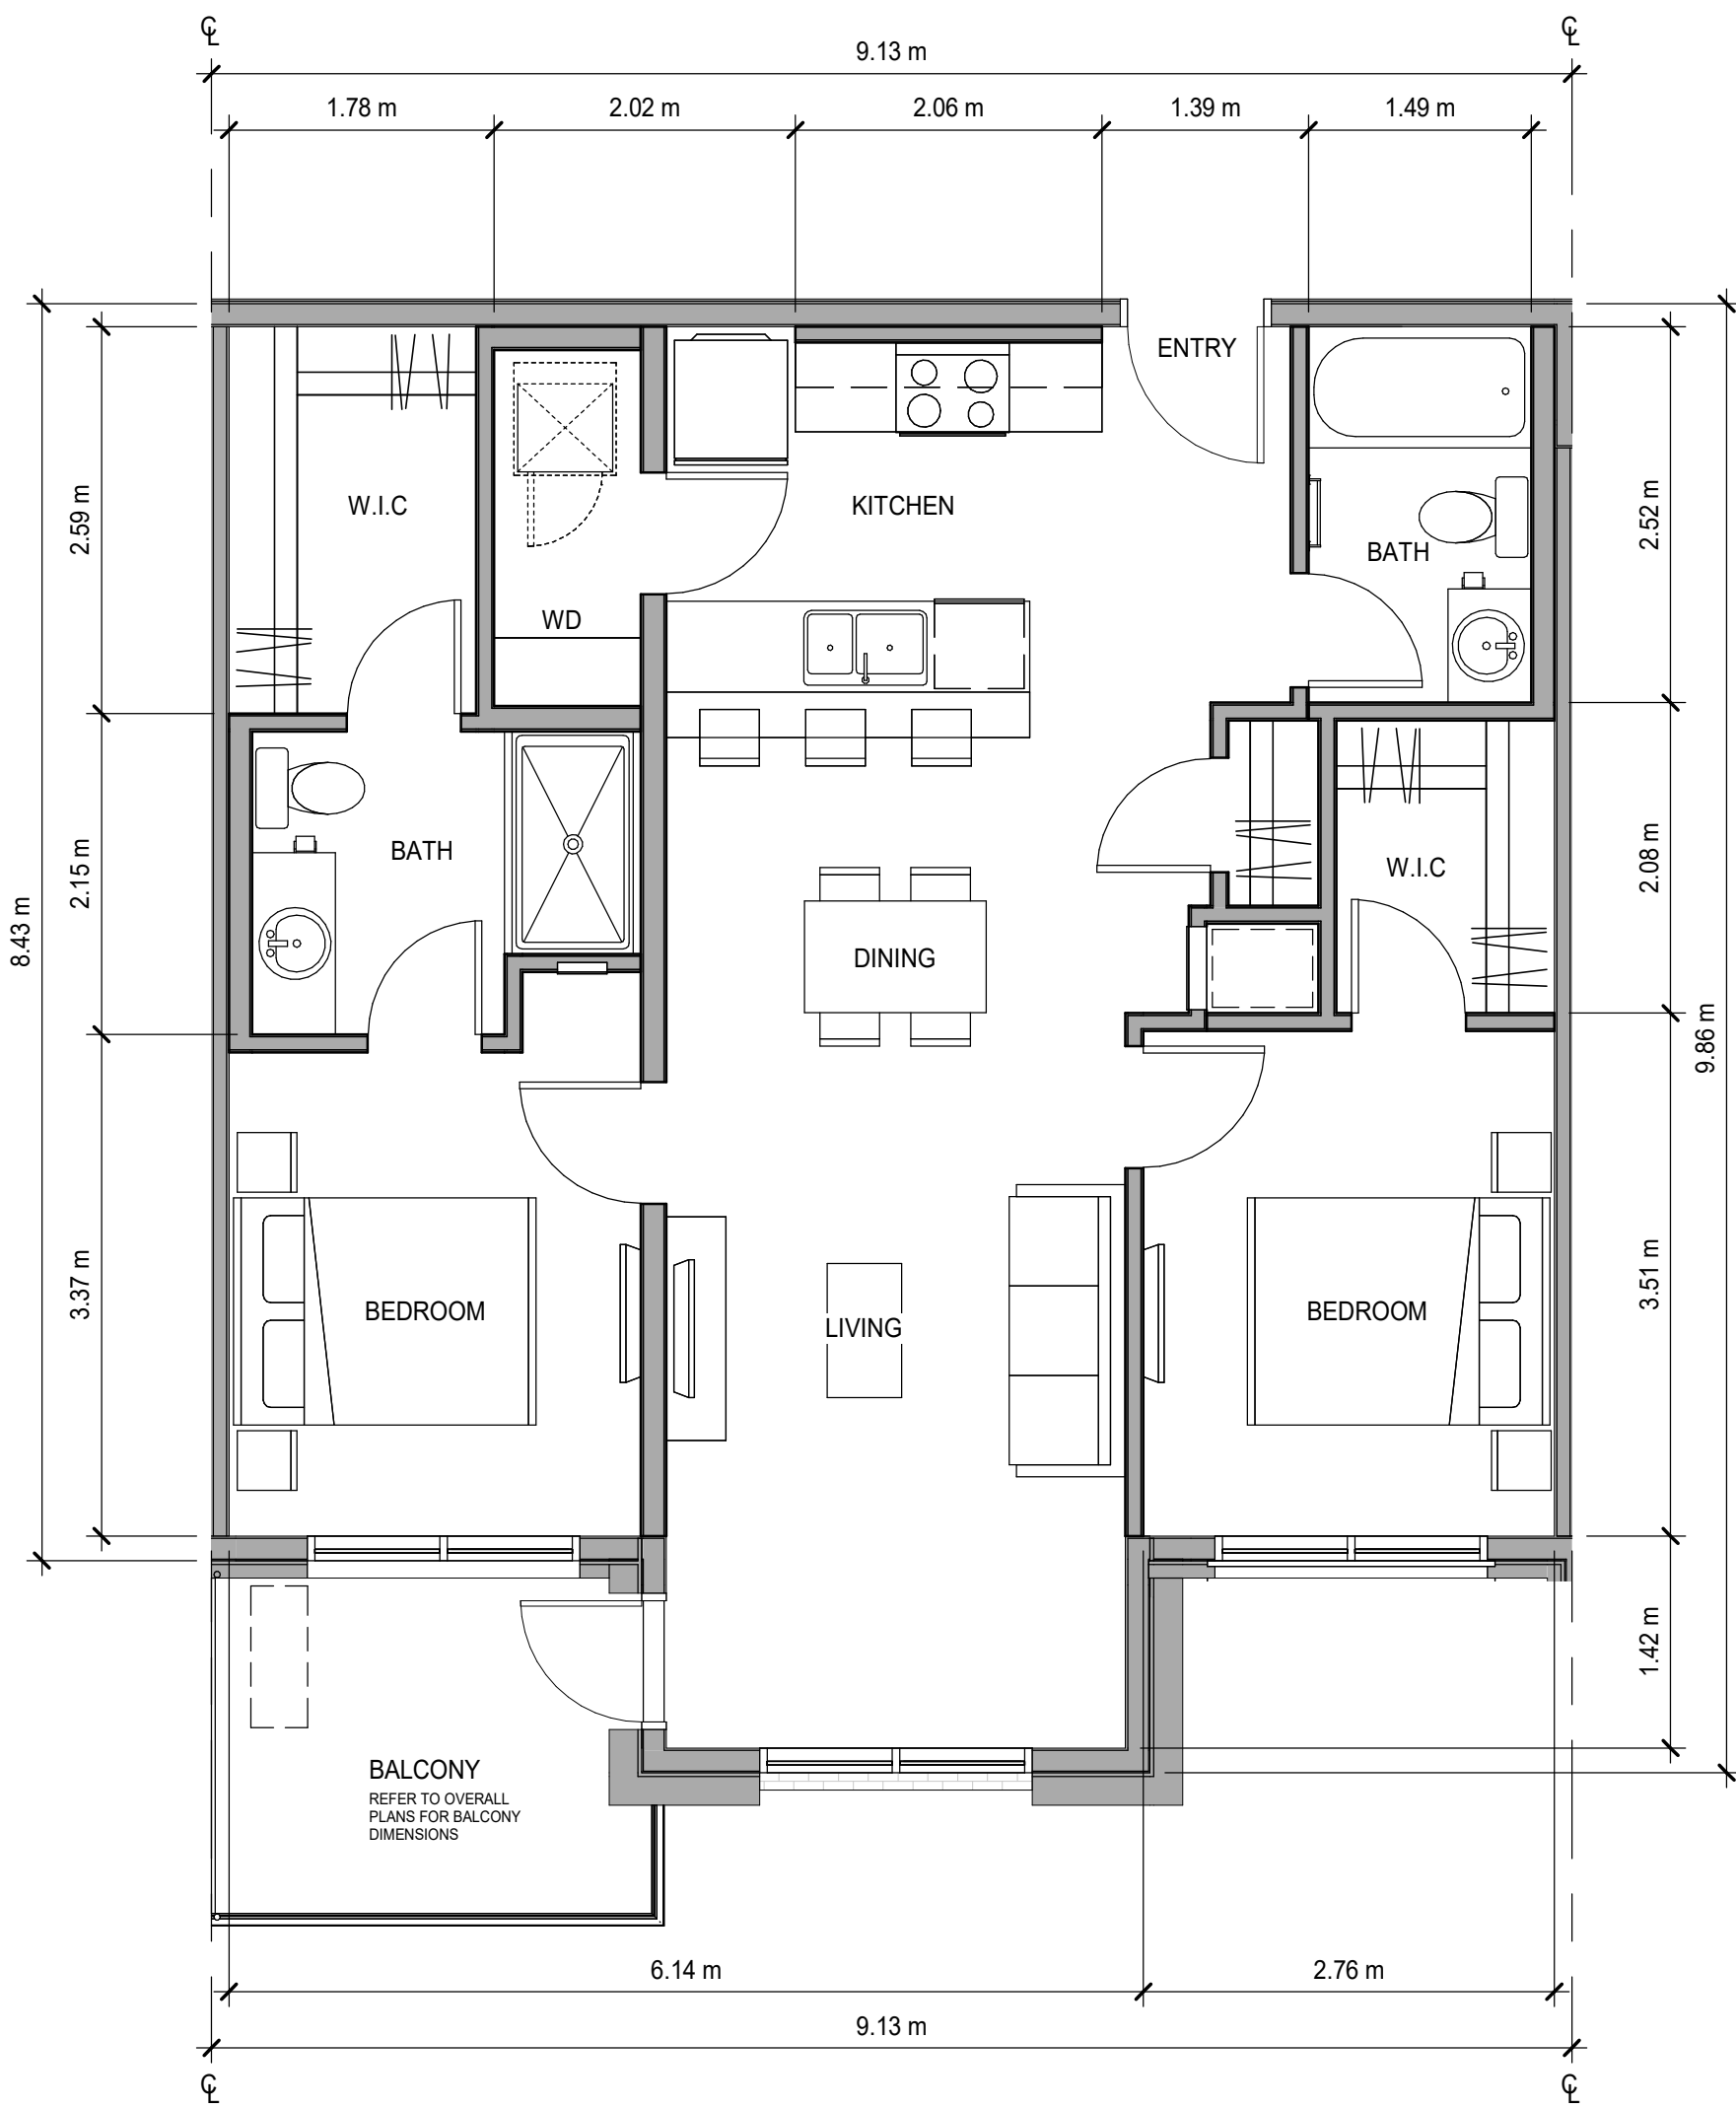 ℄ ℄
9.13 m
1.78 m 2.02 m 2.06 m 1.39 m 1.49 m
ENTRY
W.I.C
KITCHEN
BATH
WD
2.59 m
2.52 m
BATH
W.I.C
2.15 m
2.08 m
8.43 m
DINING
9.86 m
BEDROOM
LIVING
BEDROOM
3.37 m
3.51 m
1.42 m
BALCONY
REFER TO OVERALL
PLANS FOR BALCONY
DIMENSIONS
6.14 m 2.76 m
9.13 m
℄ ℄